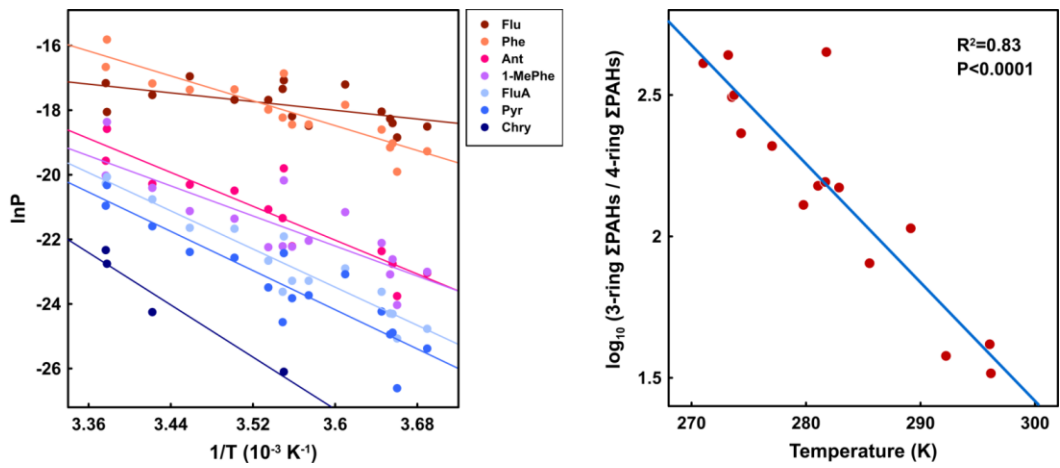 Flu
Phe
Ant
1-MePhe
FluA
Pyr
Chry
-16
-18
-20
-22
-24
-26
lnP
3.36
3.44
3.52
3.6
3.68
1/T (10⁻³ K⁻¹)
R²=0.83
P<0.0001
2.5
2
1.5
log₁₀ (3-ring ΣPAHs / 4-ring ΣPAHs)
270
280
290
300
Temperature (K)